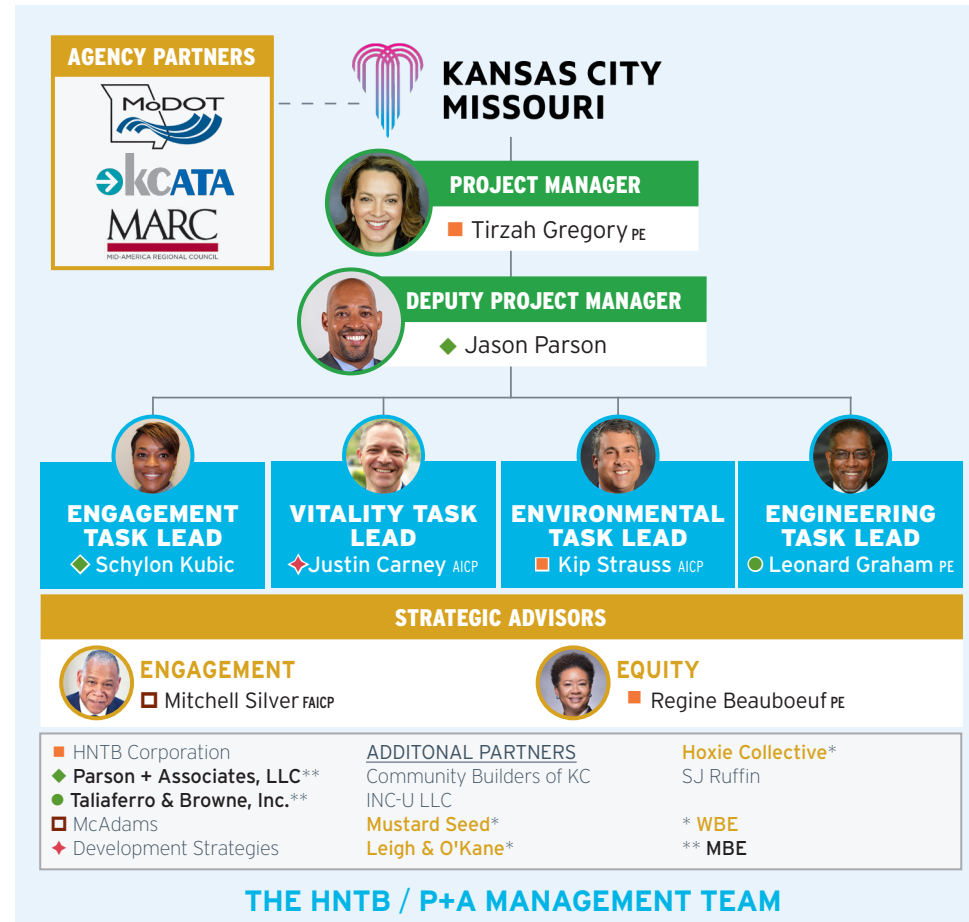 AGENCY PARTNERS
MoDOT
kcATA
MARC
MID-AMERICA REGIONAL COUNCIL
KANSAS CITY
MISSOURI
PROJECT MANAGER
Tirzah Gregory PE
DEPUTY PROJECT MANAGER
Jason Parson
ENGAGEMENT
TASK LEAD
Schylon Kubic
VITALITY TASK
LEAD
Justin Carney AICP
ENVIRONMENTAL
TASK LEAD
Kip Strauss AICP
ENGINEERING
TASK LEAD
Leonard Graham PE
STRATEGIC ADVISORS
ENGAGEMENT
Mitchell Silver FAICP
EQUITY
Regine Beauboeuf PE
HNTB Corporation
Parson + Associates, LLC**
Taliaferro & Browne, Inc.**
McAdams
Development Strategies
ADDITONAL PARTNERS
Community Builders of KC
INC-U LLC
Mustard Seed*
Leigh & O'Kane*
Hoxie Collective*
SJ Ruffin
* WBE
** MBE
THE HNTB / P+A MANAGEMENT TEAM